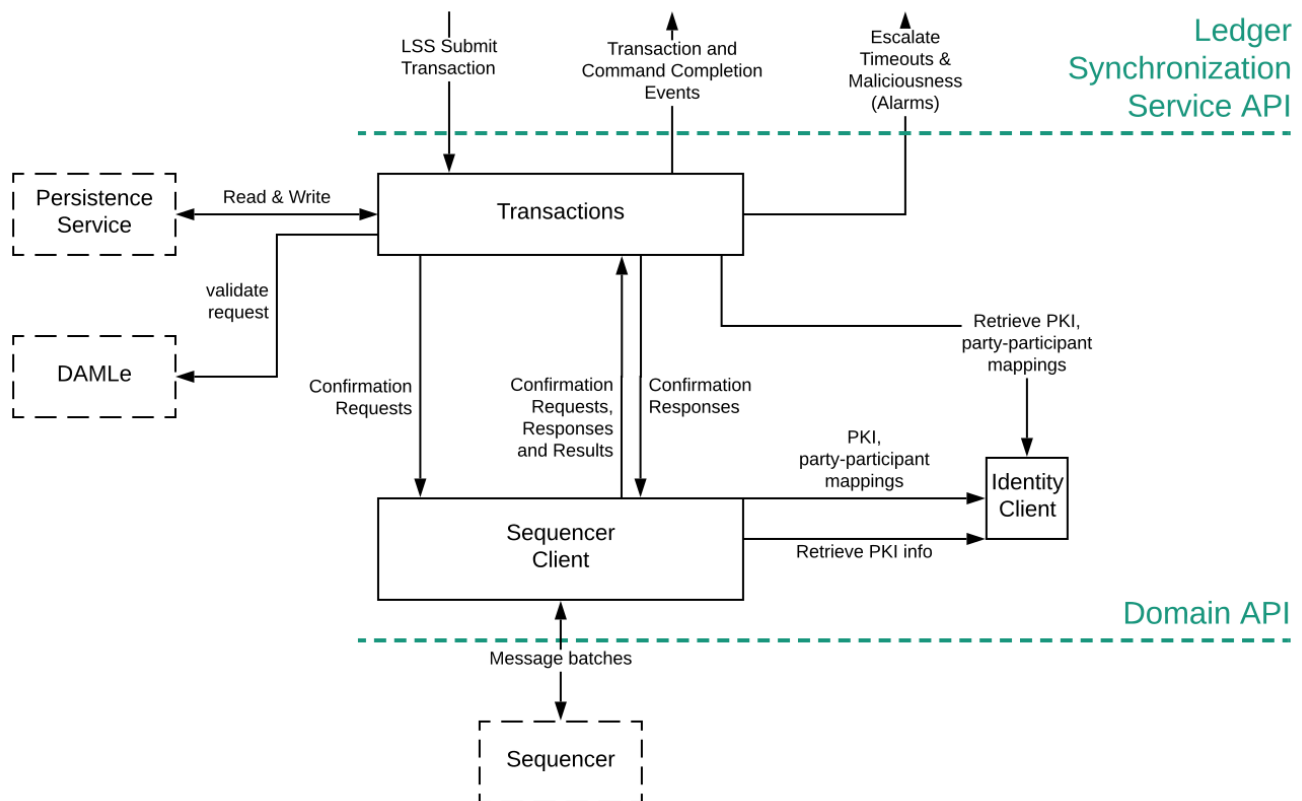 LSS Submit
Transaction
Transaction and
Command Completion
Events
Escalate
Timeouts &
Maliciousness
(Alarms)
Ledger
Synchronization
Service API
Persistence
Service
Read & Write
Transactions
validate
request
DAMLe
Confirmation
Requests
Confirmation
Requests,
Responses
and Results
Confirmation
Responses
Retrieve PKI,
party-participant
mappings
PKI,
party-participant
mappings
Identity
Client
Sequencer
Client
Retrieve PKI info
Domain API
Message batches
Sequencer